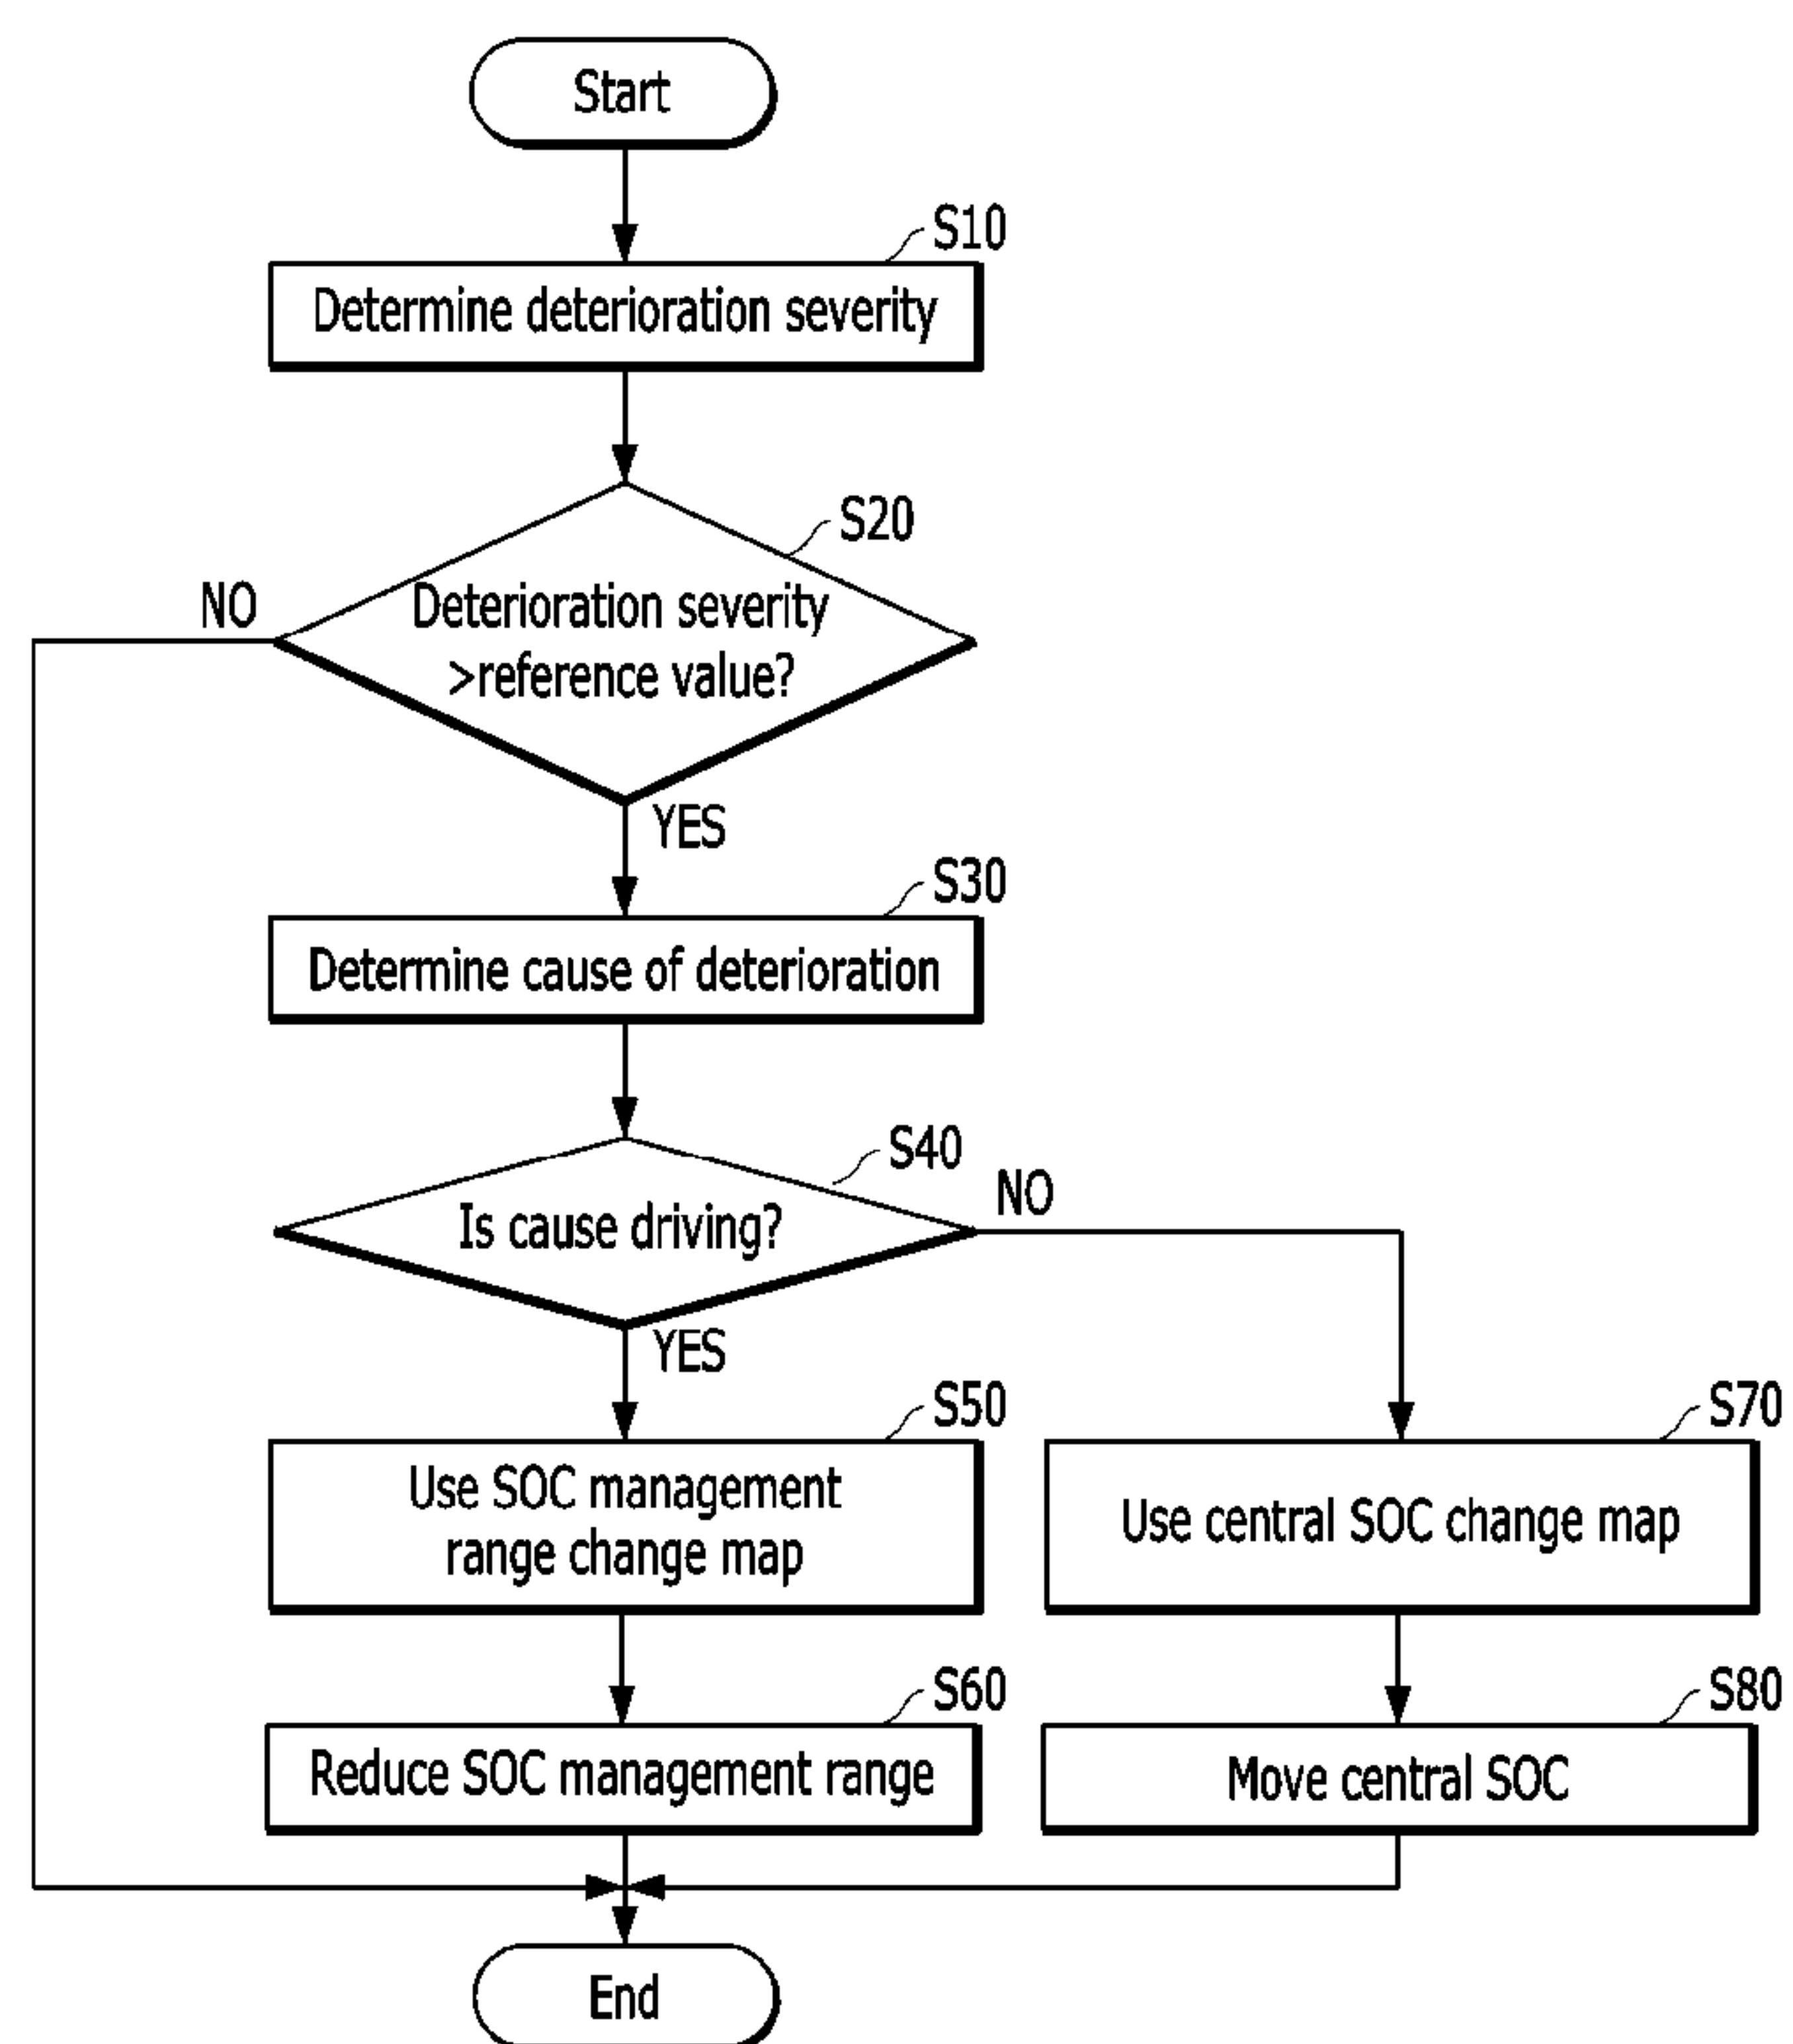 Start
S10
Determine deterioration severity
S20
NO
Deterioration severity
>reference value?
YES
S30
Determine cause of deterioration
S40
NO
Is cause driving?
YES
S50
S70
Use SOC management
range change map
Use central SOC change map
S60
S80
Reduce SOC management range
Move central SOC
End